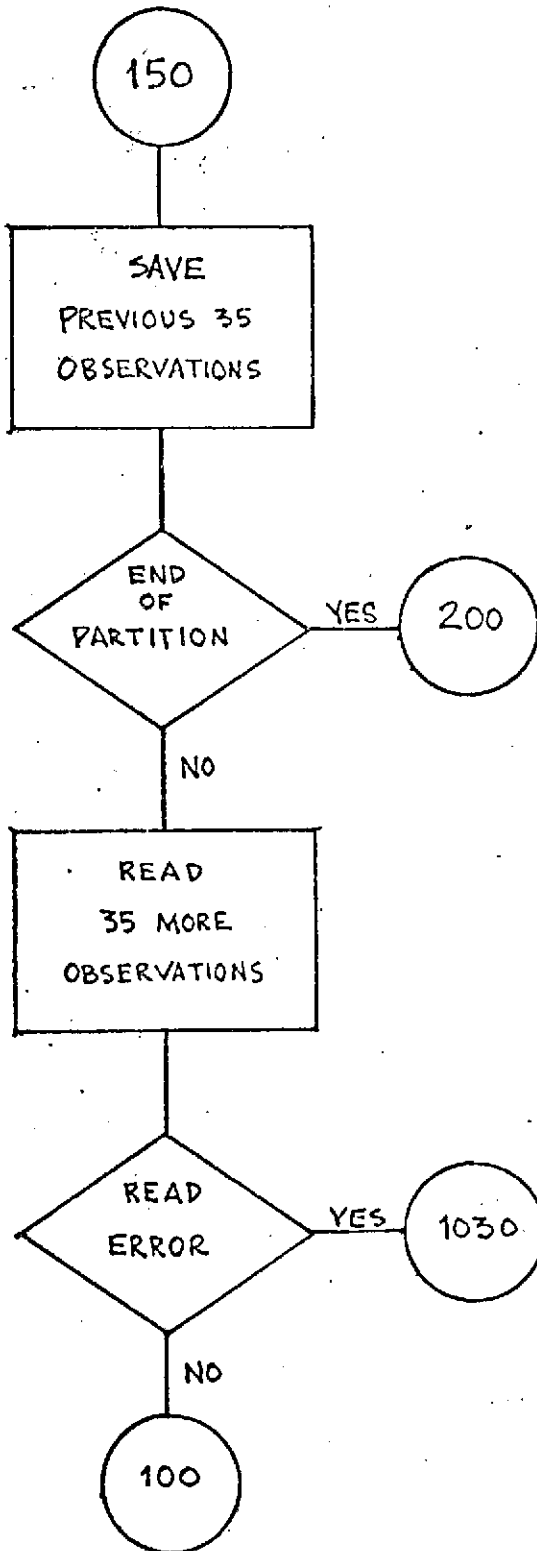 150
SAVE
PREVIOUS 35
OBSERVATIONS
END
OF
PARTITION
YES
200
NO
READ
35 MORE
OBSERVATIONS
READ
ERROR
YES
1030
NO
100